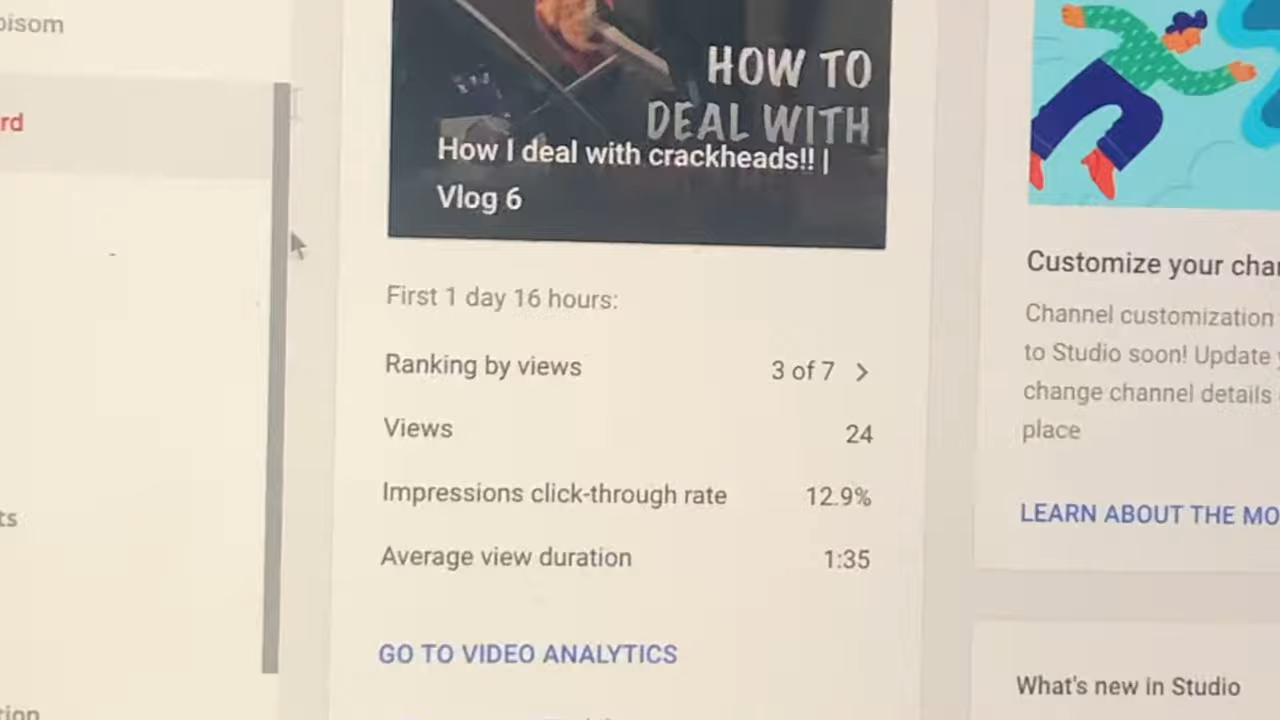 HOW TO
DEAL WITH
How I deal with crackheads!! |
Vlog 6
First 1 day 16 hours:
Ranking by views 3 of 7
Views 24
Impressions click-through rate 12.9%
Average view duration 1:35
GO TO VIDEO ANALYTICS
Customize your
Channel customization
to Studio soon! Update
change channel details
place
LEARN ABOUT THE
What's new in Studio